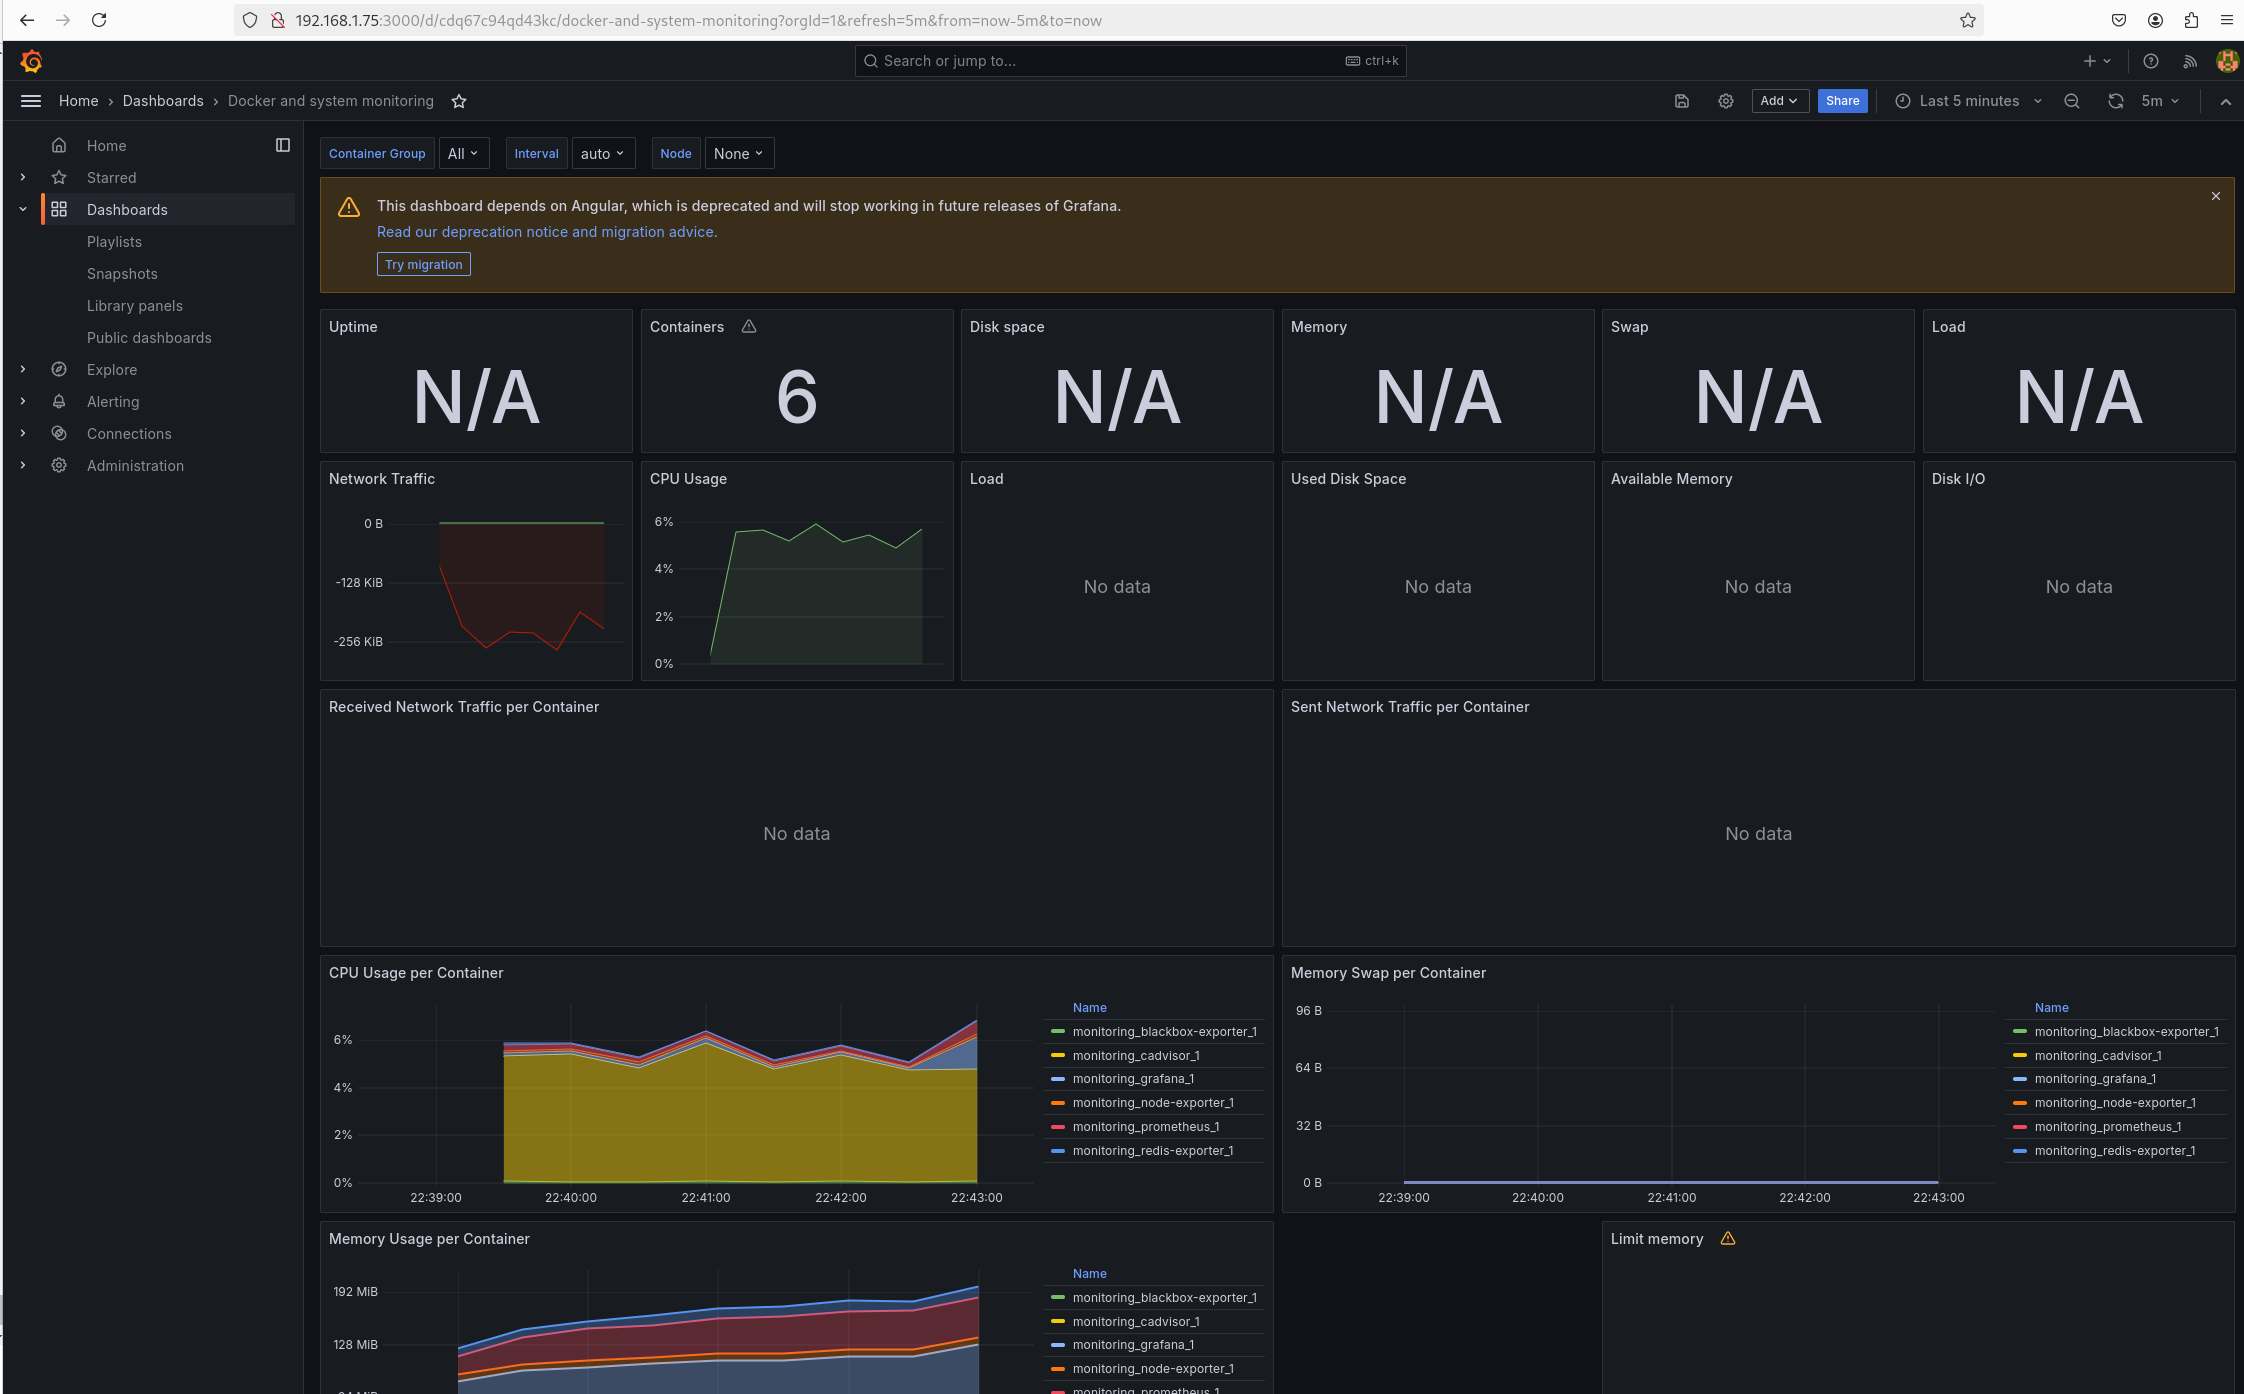 192.168.1.75:3000/d/cdq67c94qd43kc/docker-and-system-monitoring?orgId=1&refresh=5m&from=now-5m&to=now
Search or jump to...
ctrl+k
Home › Dashboards › Docker and system monitoring
Add
Share
Last 5 minutes
5m
Home
Starred
Dashboards
Playlists
Snapshots
Library panels
Public dashboards
Explore
Alerting
Connections
Administration
Container Group All Interval auto Node None
This dashboard depends on Angular, which is deprecated and will stop working in future releases of Grafana.
Read our deprecation notice and migration advice.
Try migration
Uptime
N/A
Containers
6
Disk space
N/A
Memory
N/A
Swap
N/A
Load
N/A
Network Traffic
0 B
-128 KiB
-256 KiB
CPU Usage
6%
4%
2%
0%
Load
No data
Used Disk Space
No data
Available Memory
No data
Disk I/O
No data
Received Network Traffic per Container
No data
Sent Network Traffic per Container
No data
CPU Usage per Container
6%
4%
2%
0%
22:39:00 22:40:00 22:41:00 22:42:00 22:43:00
Name
monitoring_blackbox-exporter_1
monitoring_cadvisor_1
monitoring_grafana_1
monitoring_node-exporter_1
monitoring_prometheus_1
monitoring_redis-exporter_1
Memory Swap per Container
96 B
64 B
32 B
0 B
22:39:00 22:40:00 22:41:00 22:42:00 22:43:00
Name
monitoring_blackbox-exporter_1
monitoring_cadvisor_1
monitoring_grafana_1
monitoring_node-exporter_1
monitoring_prometheus_1
monitoring_redis-exporter_1
Memory Usage per Container
192 MiB
128 MiB
Name
monitoring_blackbox-exporter_1
monitoring_cadvisor_1
monitoring_grafana_1
monitoring_node-exporter_1
monitoring_prometheus_1
Limit memory